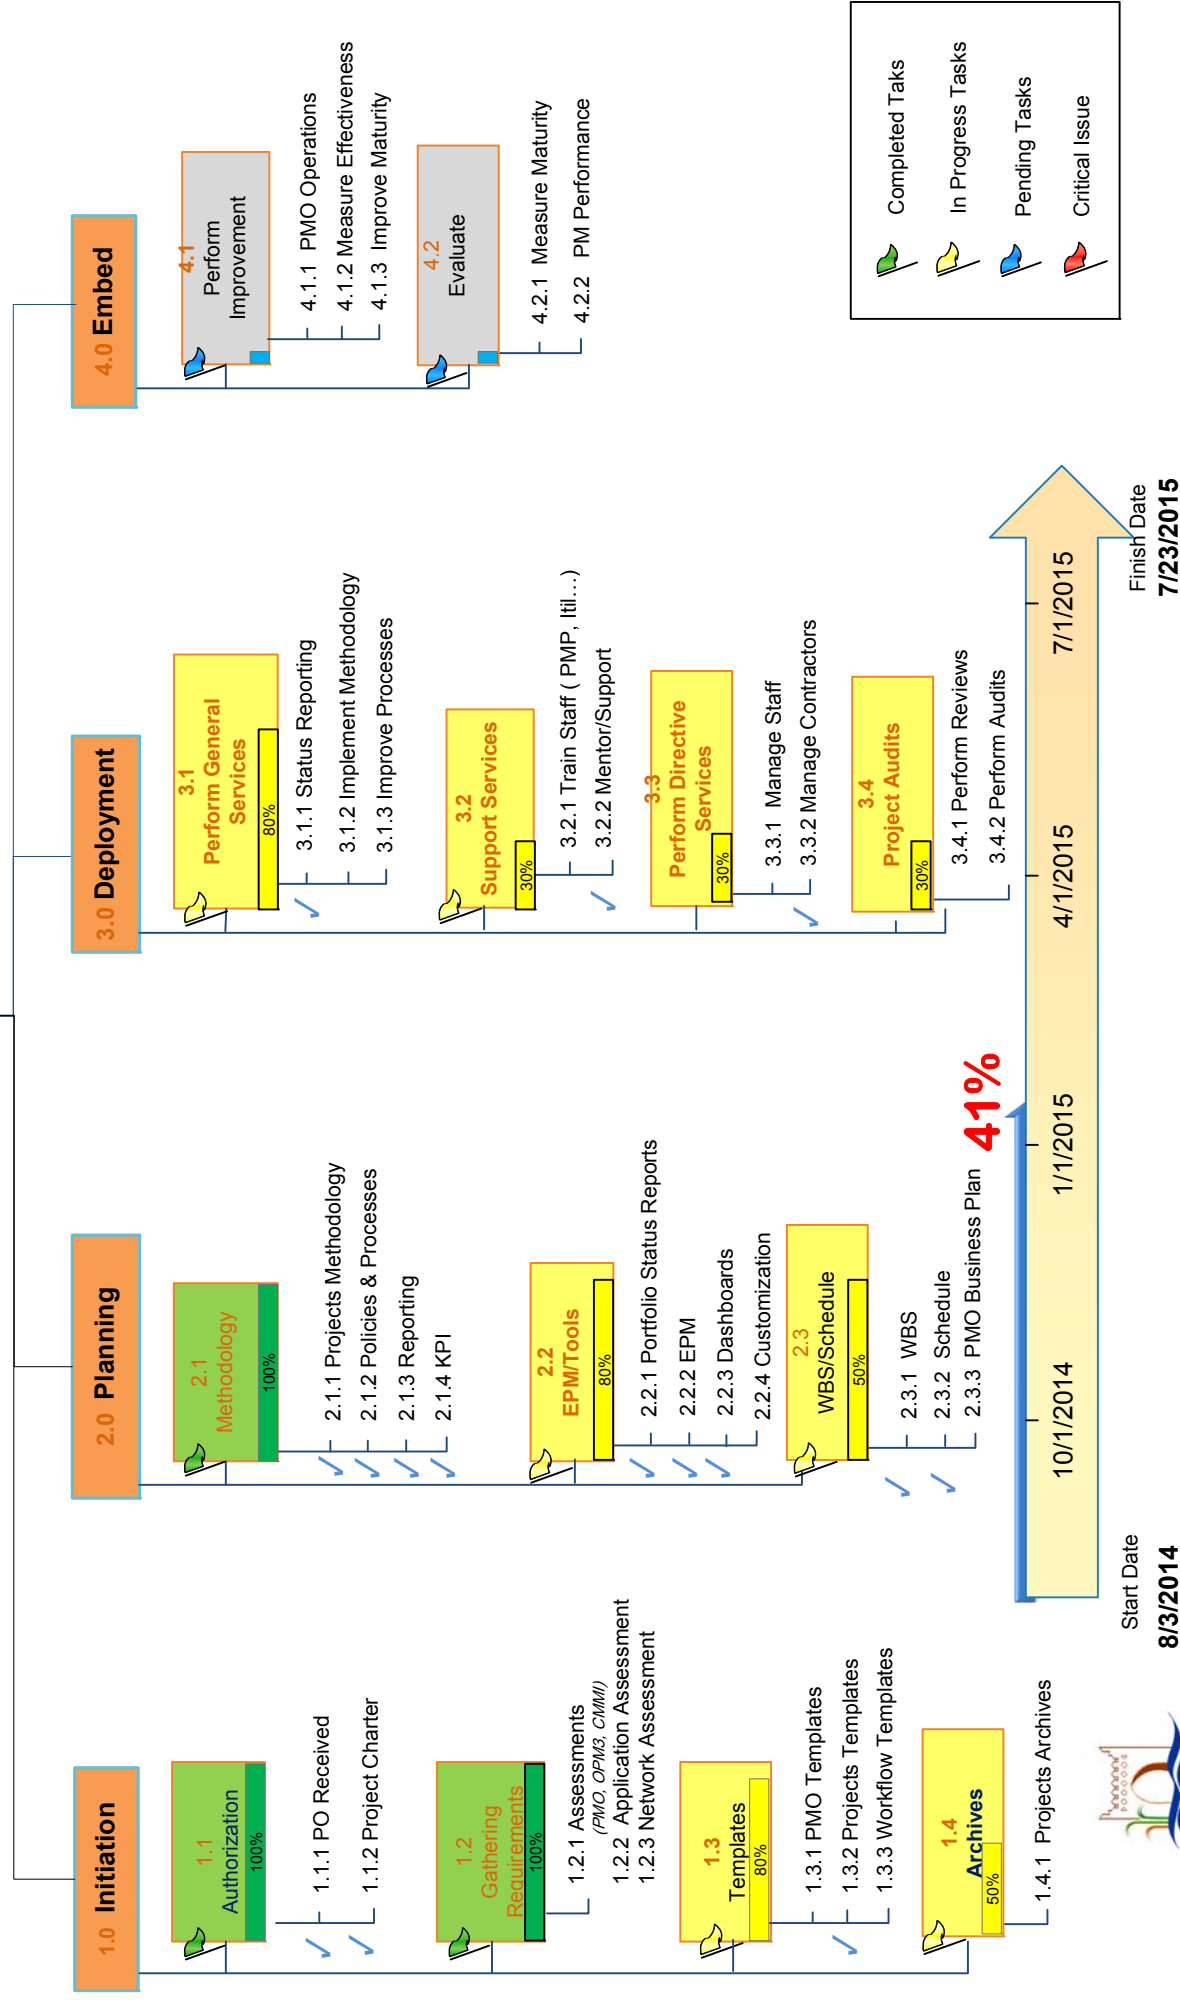 1.0 Initiation
1.1
Authorization
100%
1.1.1 PO Received
1.1.2 Project Charter
1.2
Gathering
Requirements
100%
1.2.1 Assessments
(PMO, OPM3, CMMI)
1.2.2 Application Assessment
1.2.3 Network Assessment
1.3
Templates
80%
1.3.1 PMO Templates
1.3.2 Projects Templates
1.3.3 Workflow Templates
1.4
Archives
50%
1.4.1 Projects Archives
2.0 Planning
2.1
Methodology
100%
2.1.1 Projects Methodology
2.1.2 Policies & Processes
2.1.3 Reporting
2.1.4 KPI
2.2
EPM/Tools
80%
2.2.1 Portfolio Status Reports
2.2.2 EPM
2.2.3 Dashboards
2.2.4 Customization
2.3
WBS/Schedule
50%
2.3.1 WBS
2.3.2 Schedule
2.3.3 PMO Business Plan
3.0 Deployment
3.1
Perform General
Services
80%
3.1.1 Status Reporting
3.1.2 Implement Methodology
3.1.3 Improve Processes
3.2
Support Services
30%
3.2.1 Train Staff ( PMP, Itil...)
3.2.2 Mentor/Support
3.3
Perform Directive
Services
30%
3.3.1 Manage Staff
3.3.2 Manage Contractors
3.4
Project Audits
30%
3.4.1 Perform Reviews
3.4.2 Perform Audits
4.0 Embed
4.1
Perform
Improvement
4.1.1 PMO Operations
4.1.2 Measure Effectiveness
4.1.3 Improve Maturity
4.2
Evaluate
4.2.1 Measure Maturity
4.2.2 PM Performance
Completed Taks
In Progress Tasks
Pending Tasks
Critical Issue
41%
10/1/2014
1/1/2015
4/1/2015
7/1/2015
Start Date
8/3/2014
Finish Date
7/23/2015